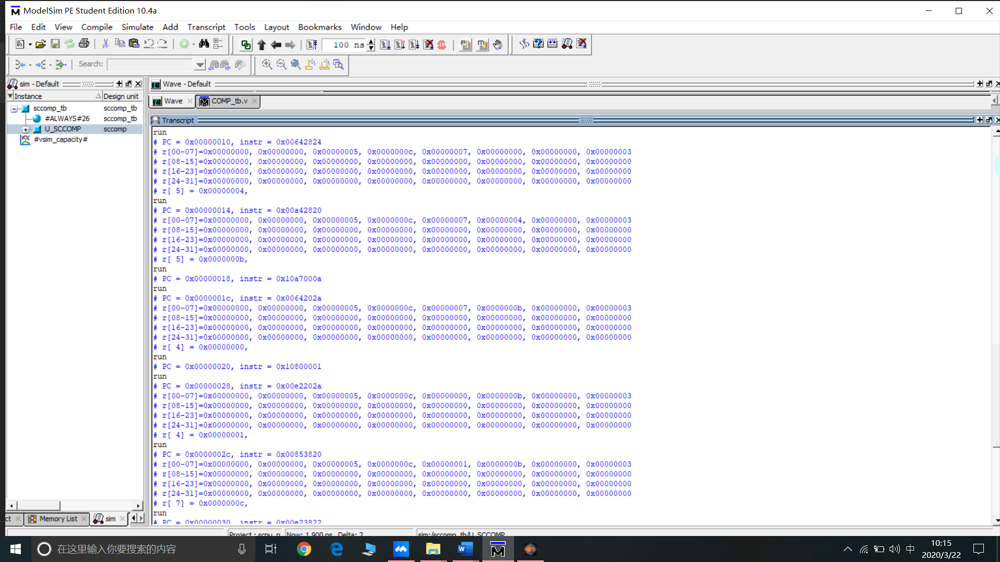 ModelSim PE Student Edition 10.4a
File Edit View Compile Simulate Add Transcript Tools Layout Bookmarks Window Help
100 ns
Search:
sim - Default
Wave - Default
Instance Design unit
Wave COMP_tb.v
sccomp_tb sccomp_tb
#ALWAYS#26 sccomp_tb
U_SCCOMP sccomp
#vsim_capacity#
Transcript
run
# PC = 0x00000010, instr = 0x00642824
# r[00-07]=0x00000000, 0x00000000, 0x00000005, 0x0000000c, 0x00000007, 0x00000000, 0x00000000, 0x00000003
# r[08-15]=0x00000000, 0x00000000, 0x00000000, 0x00000000, 0x00000000, 0x00000000, 0x00000000, 0x00000000
# r[16-23]=0x00000000, 0x00000000, 0x00000000, 0x00000000, 0x00000000, 0x00000000, 0x00000000, 0x00000000
# r[24-31]=0x00000000, 0x00000000, 0x00000000, 0x00000000, 0x00000000, 0x00000000, 0x00000000, 0x00000000
# r[ 5] = 0x00000004,
run
# PC = 0x00000014, instr = 0x00a42820
# r[00-07]=0x00000000, 0x00000000, 0x00000005, 0x0000000c, 0x00000007, 0x00000004, 0x00000000, 0x00000003
# r[08-15]=0x00000000, 0x00000000, 0x00000000, 0x00000000, 0x00000000, 0x00000000, 0x00000000, 0x00000000
# r[16-23]=0x00000000, 0x00000000, 0x00000000, 0x00000000, 0x00000000, 0x00000000, 0x00000000, 0x00000000
# r[24-31]=0x00000000, 0x00000000, 0x00000000, 0x00000000, 0x00000000, 0x00000000, 0x00000000, 0x00000000
# r[ 5] = 0x0000000b,
run
# PC = 0x00000018, instr = 0x10a7000a
run
# PC = 0x0000001c, instr = 0x0064202a
# r[00-07]=0x00000000, 0x00000000, 0x00000005, 0x0000000c, 0x00000007, 0x0000000b, 0x00000000, 0x00000003
# r[08-15]=0x00000000, 0x00000000, 0x00000000, 0x00000000, 0x00000000, 0x00000000, 0x00000000, 0x00000000
# r[16-23]=0x00000000, 0x00000000, 0x00000000, 0x00000000, 0x00000000, 0x00000000, 0x00000000, 0x00000000
# r[24-31]=0x00000000, 0x00000000, 0x00000000, 0x00000000, 0x00000000, 0x00000000, 0x00000000, 0x00000000
# r[ 4] = 0x00000000,
run
# PC = 0x00000020, instr = 0x10800001
run
# PC = 0x00000028, instr = 0x00e2202a
# r[00-07]=0x00000000, 0x00000000, 0x00000005, 0x0000000c, 0x00000000, 0x0000000b, 0x00000000, 0x00000003
# r[08-15]=0x00000000, 0x00000000, 0x00000000, 0x00000000, 0x00000000, 0x00000000, 0x00000000, 0x00000000
# r[16-23]=0x00000000, 0x00000000, 0x00000000, 0x00000000, 0x00000000, 0x00000000, 0x00000000, 0x00000000
# r[24-31]=0x00000000, 0x00000000, 0x00000000, 0x00000000, 0x00000000, 0x00000000, 0x00000000, 0x00000000
# r[ 4] = 0x00000001,
run
# PC = 0x0000002c, instr = 0x00853820
# r[00-07]=0x00000000, 0x00000000, 0x00000005, 0x0000000c, 0x00000001, 0x0000000b, 0x00000000, 0x00000003
# r[08-15]=0x00000000, 0x00000000, 0x00000000, 0x00000000, 0x00000000, 0x00000000, 0x00000000, 0x00000000
# r[16-23]=0x00000000, 0x00000000, 0x00000000, 0x00000000, 0x00000000, 0x00000000, 0x00000000, 0x00000000
# r[24-31]=0x00000000, 0x00000000, 0x00000000, 0x00000000, 0x00000000, 0x00000000, 0x00000000, 0x00000000
# r[ 7] = 0x0000000c,
run
# PC = 0x00000030, instr = 0x00e23822
ct Memory List sim
Project : scpu_p Now: 1,900 ns Delta: 2 sim:/sccomp_tb/U_SCCOMP
在这里输入你要搜索的内容
中
10:15
2020/3/22